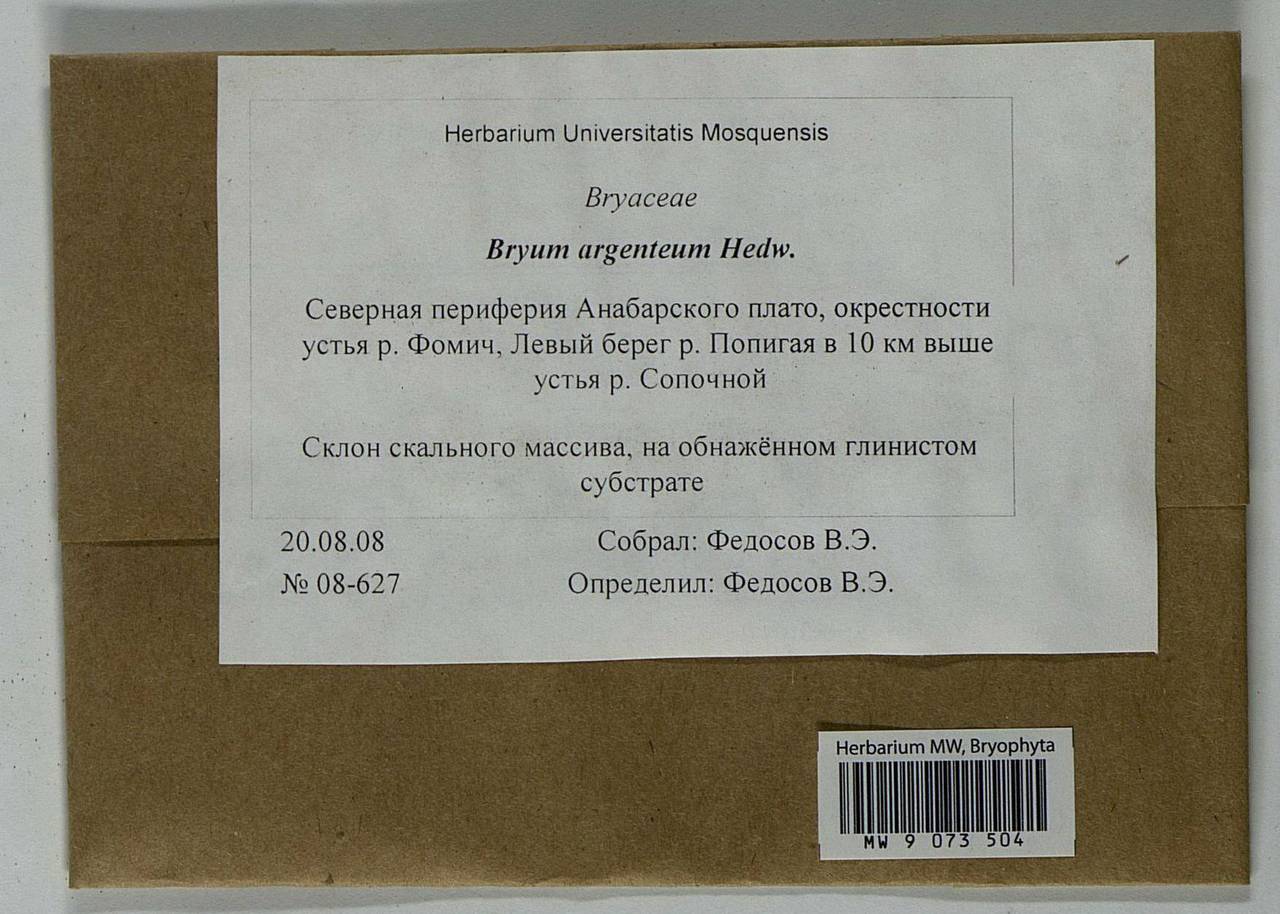 Herbarium Universitatis Mosquensis
Bryaceae
Bryum argenteum Hedw.
Северная периферия Анабарского плато, окрестности
устья р. Фомич, Левый берег р. Попигая в 10 км выше
устья р. Сопочной
Склон скального массива, на обнажённом глинистом
субстрате
20.08.08 Собрал: Федосов В.Э.
№ 08-627 Определил: Федосов В.Э.
Herbarium MW, Bryophyta
MW 9 073 504